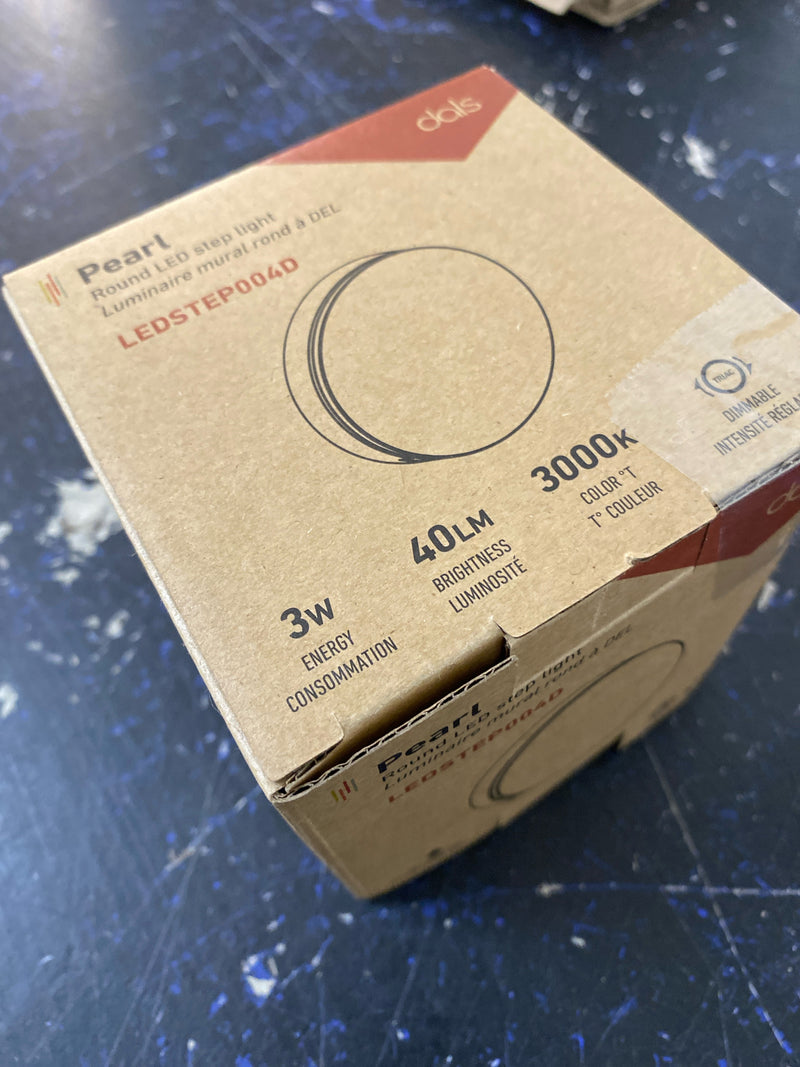 dals
Pearl
Round LED step light
Luminaire mural rond à DEL
LEDSTEP004D
TRIAC
DIMMABLE
INTENSITÉ
3000K
COLOR °T
T° COULEUR
40LM
BRIGHTNESS
LUMINOSITÉ
3W
ENERGY
CONSOMMATION
Pearl
Round LED step light
Luminaire mural rond à DEL
LEDSTEP004D